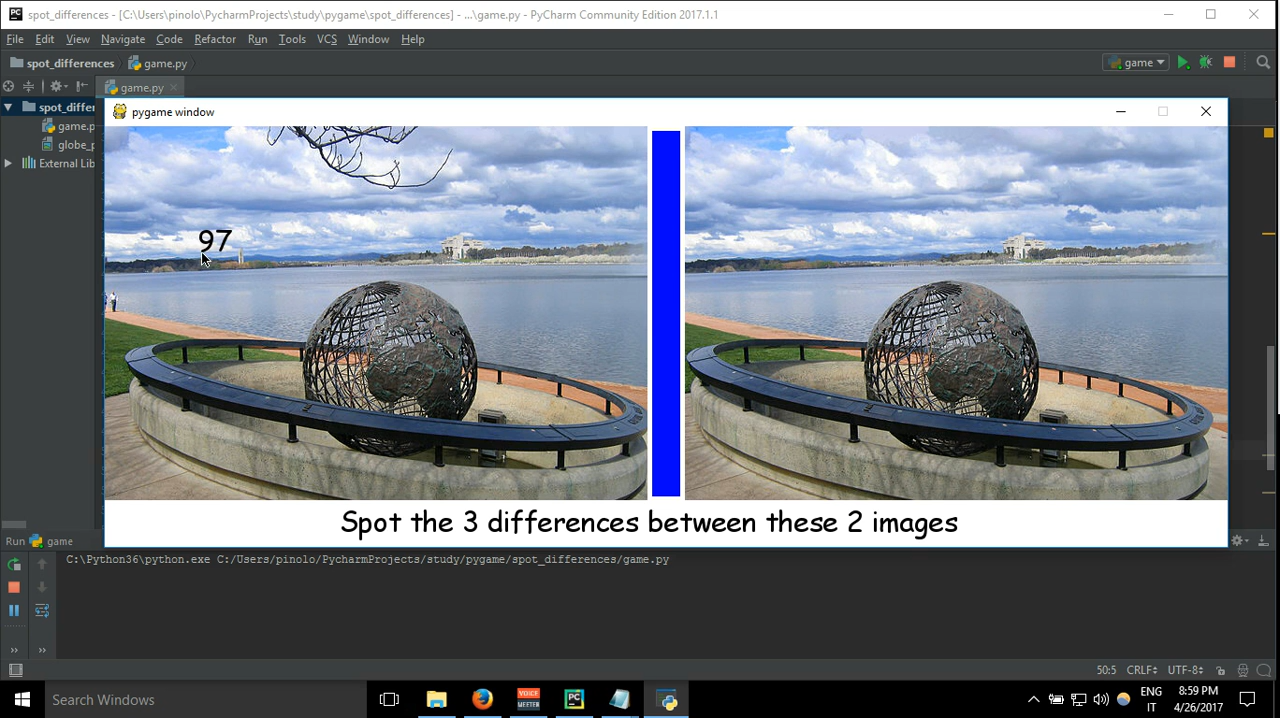 spot_differences - [C:\Users\pinolo\PycharmProjects\study\pygame\spot_differences] - ...\game.py - PyCharm Community Edition 2017.1.1
File Edit View Navigate Code Refactor Run Tools VCS Window Help
spot_differences game.py game
game.py
spot_differ
game.p
globe_p
External Lib
pygame window
97
Spot the 3 differences between these 2 images
Run game
C:\Python36\python.exe C:/Users/pinolo/PycharmProjects/study/pygame/spot_differences/game.py
50:5 CRLF UTF-8
Search Windows
VOICE
MEETER
PC
ENG
IT
8:59 PM
4/26/2017